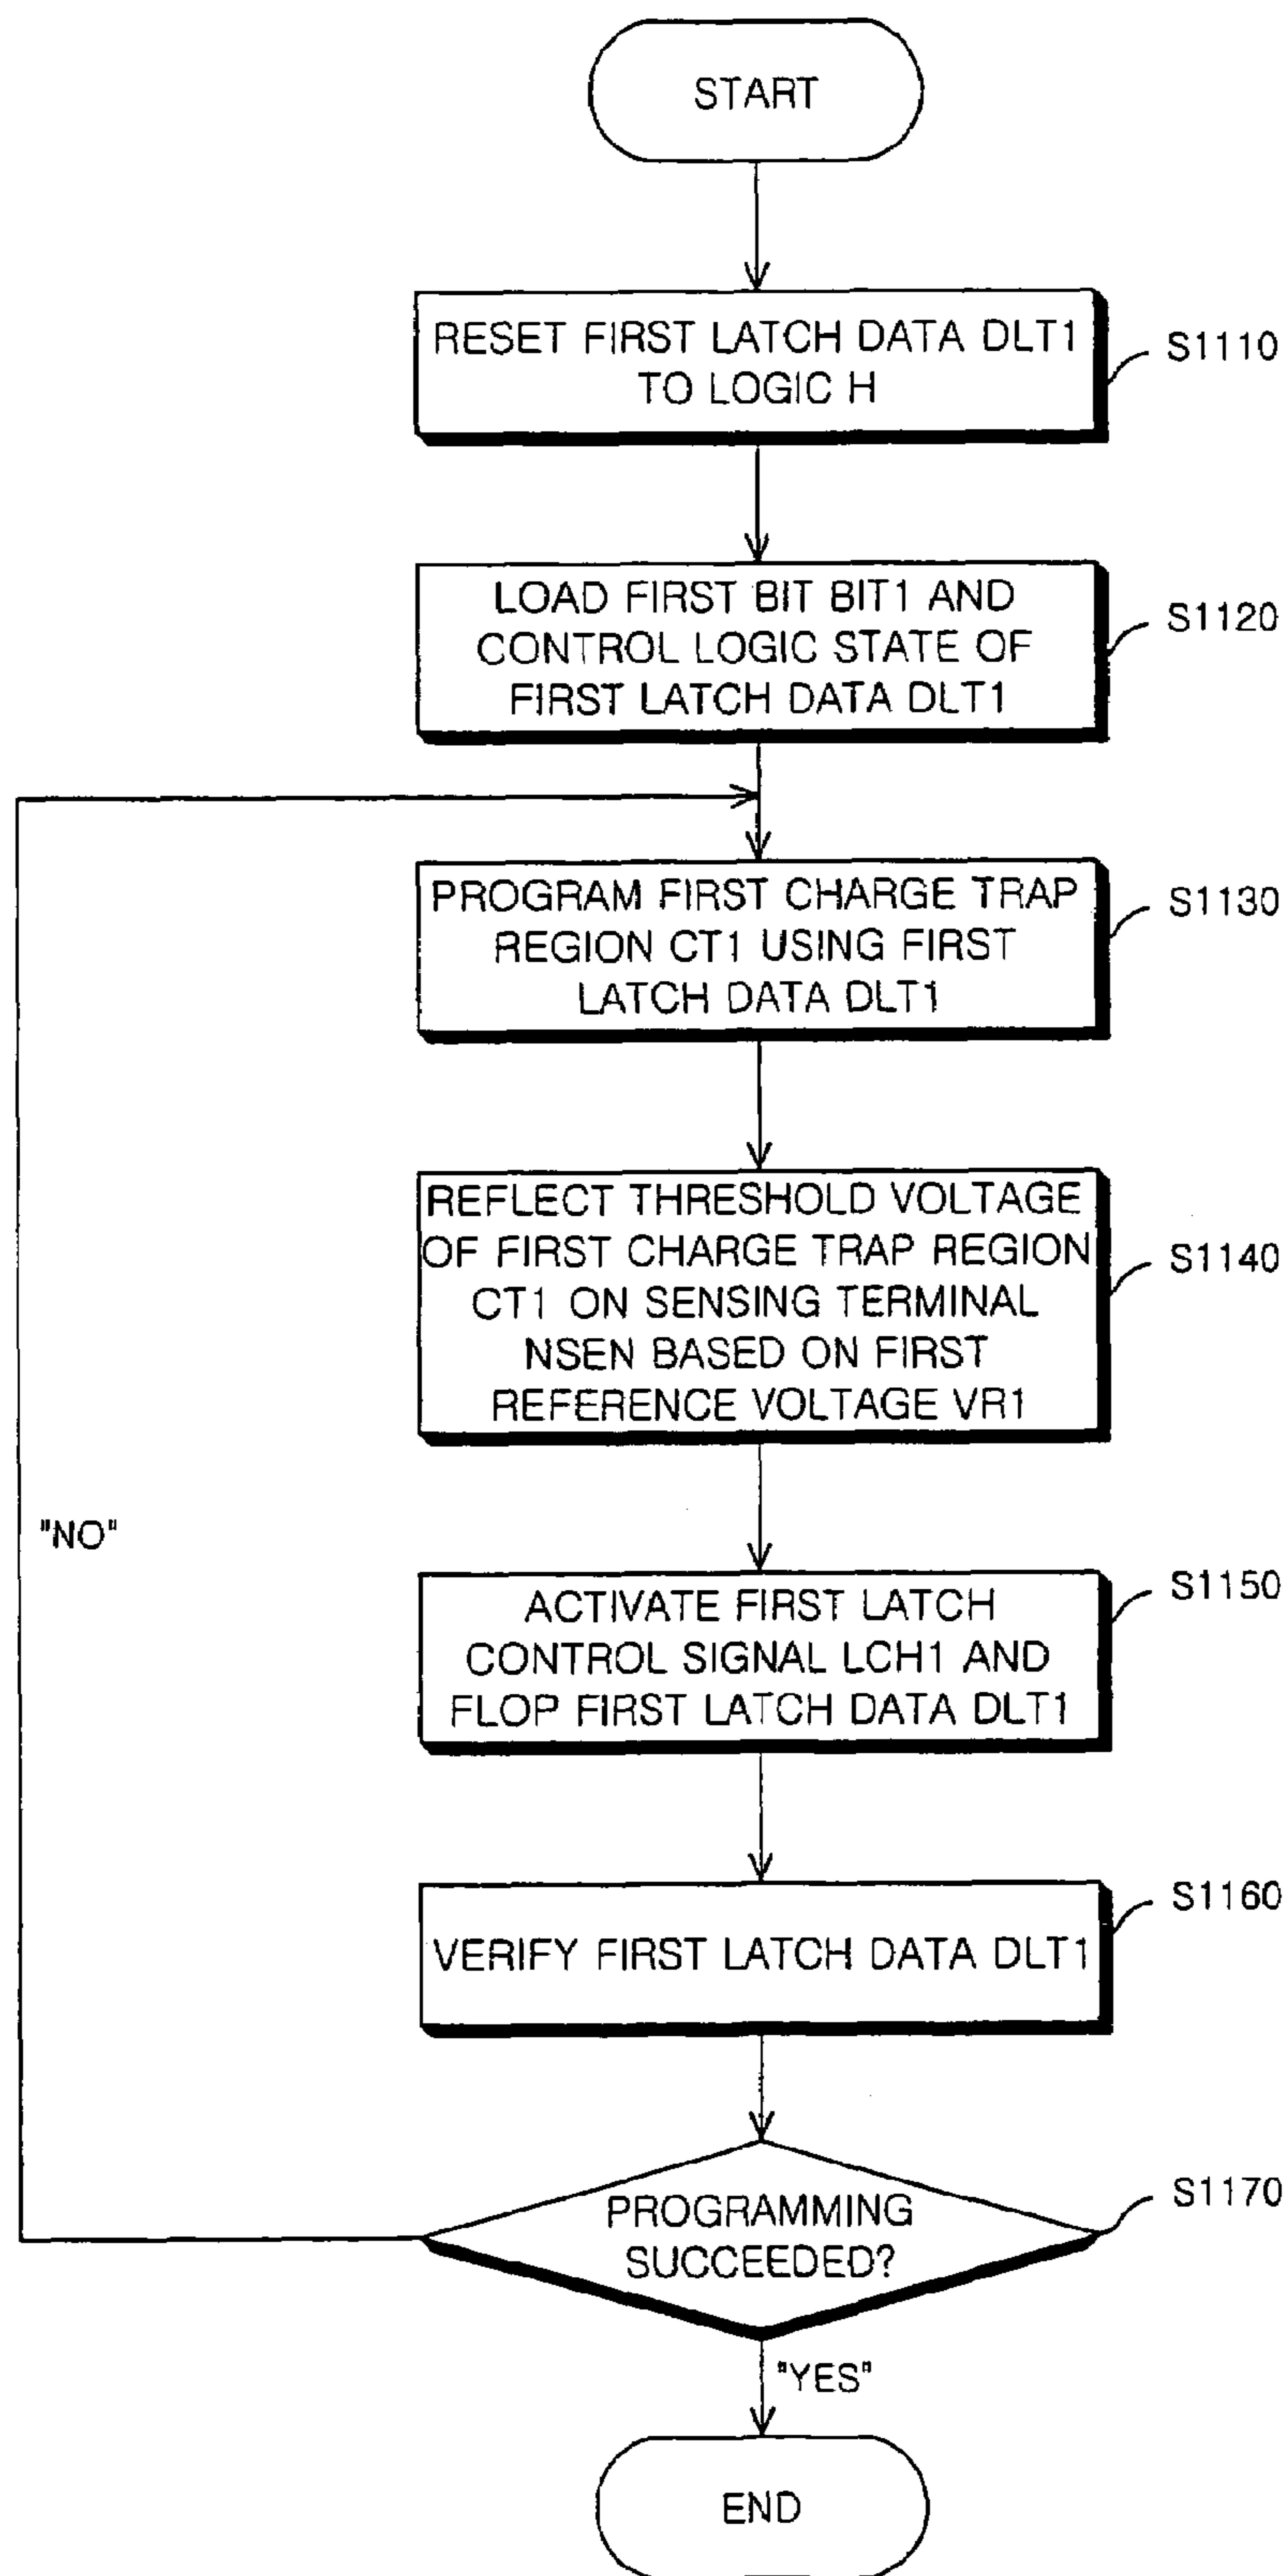 START
RESET FIRST LATCH DATA DLT1
TO LOGIC H
S1110
LOAD FIRST BIT BIT1 AND
CONTROL LOGIC STATE OF
FIRST LATCH DATA DLT1
S1120
PROGRAM FIRST CHARGE TRAP
REGION CT1 USING FIRST
LATCH DATA DLT1
S1130
REFLECT THRESHOLD VOLTAGE
OF FIRST CHARGE TRAP REGION
CT1 ON SENSING TERMINAL
NSEN BASED ON FIRST
REFERENCE VOLTAGE VR1
S1140
"NO"
ACTIVATE FIRST LATCH
CONTROL SIGNAL LCH1 AND
FLOP FIRST LATCH DATA DLT1
S1150
VERIFY FIRST LATCH DATA DLT1
S1160
PROGRAMMING
SUCCEEDED?
S1170
"YES"
END